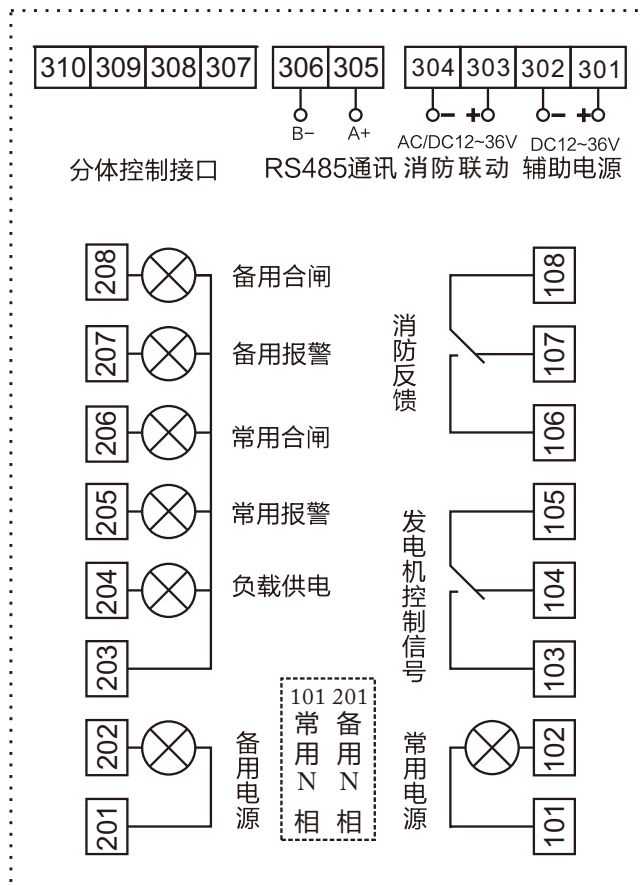 310 309 308 307 306 305 304 303 302 301
B− A+ − + − +
AC/DC12~36V DC12~36V
分体控制接口 RS485通讯 消防联动 辅助电源
208 备用合闸
207 备用报警
206 常用合闸
205 常用报警
204 负载供电
203
202
201
备用电源
101 201
常用N相
备用N相
消防反馈
108
107
106
发电机控制信号
105
104
103
常用电源
102
101